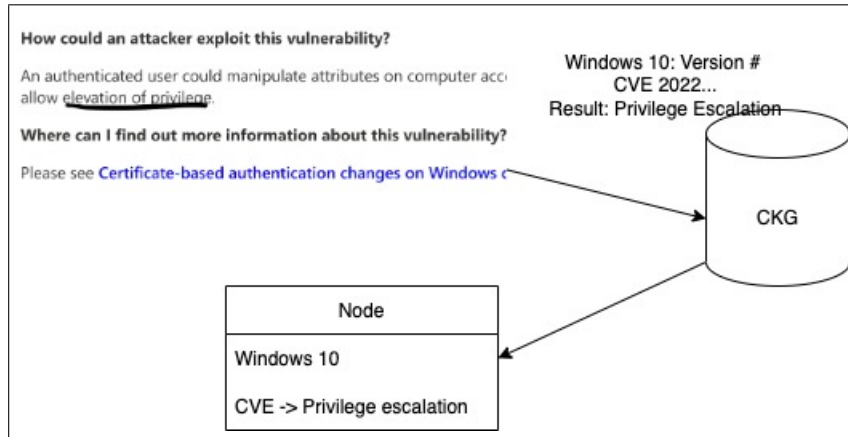 How could an attacker exploit this vulnerability?
An authenticated user could manipulate attributes on computer
allow elevation of privilege.
Where can I find out more information about this vulnerability?
Please see Certificate-based authentication changes on Windows
Windows 10: Version #
CVE 2022...
Result: Privilege Escalation
CKG
Node
Windows 10
CVE -> Privilege escalation